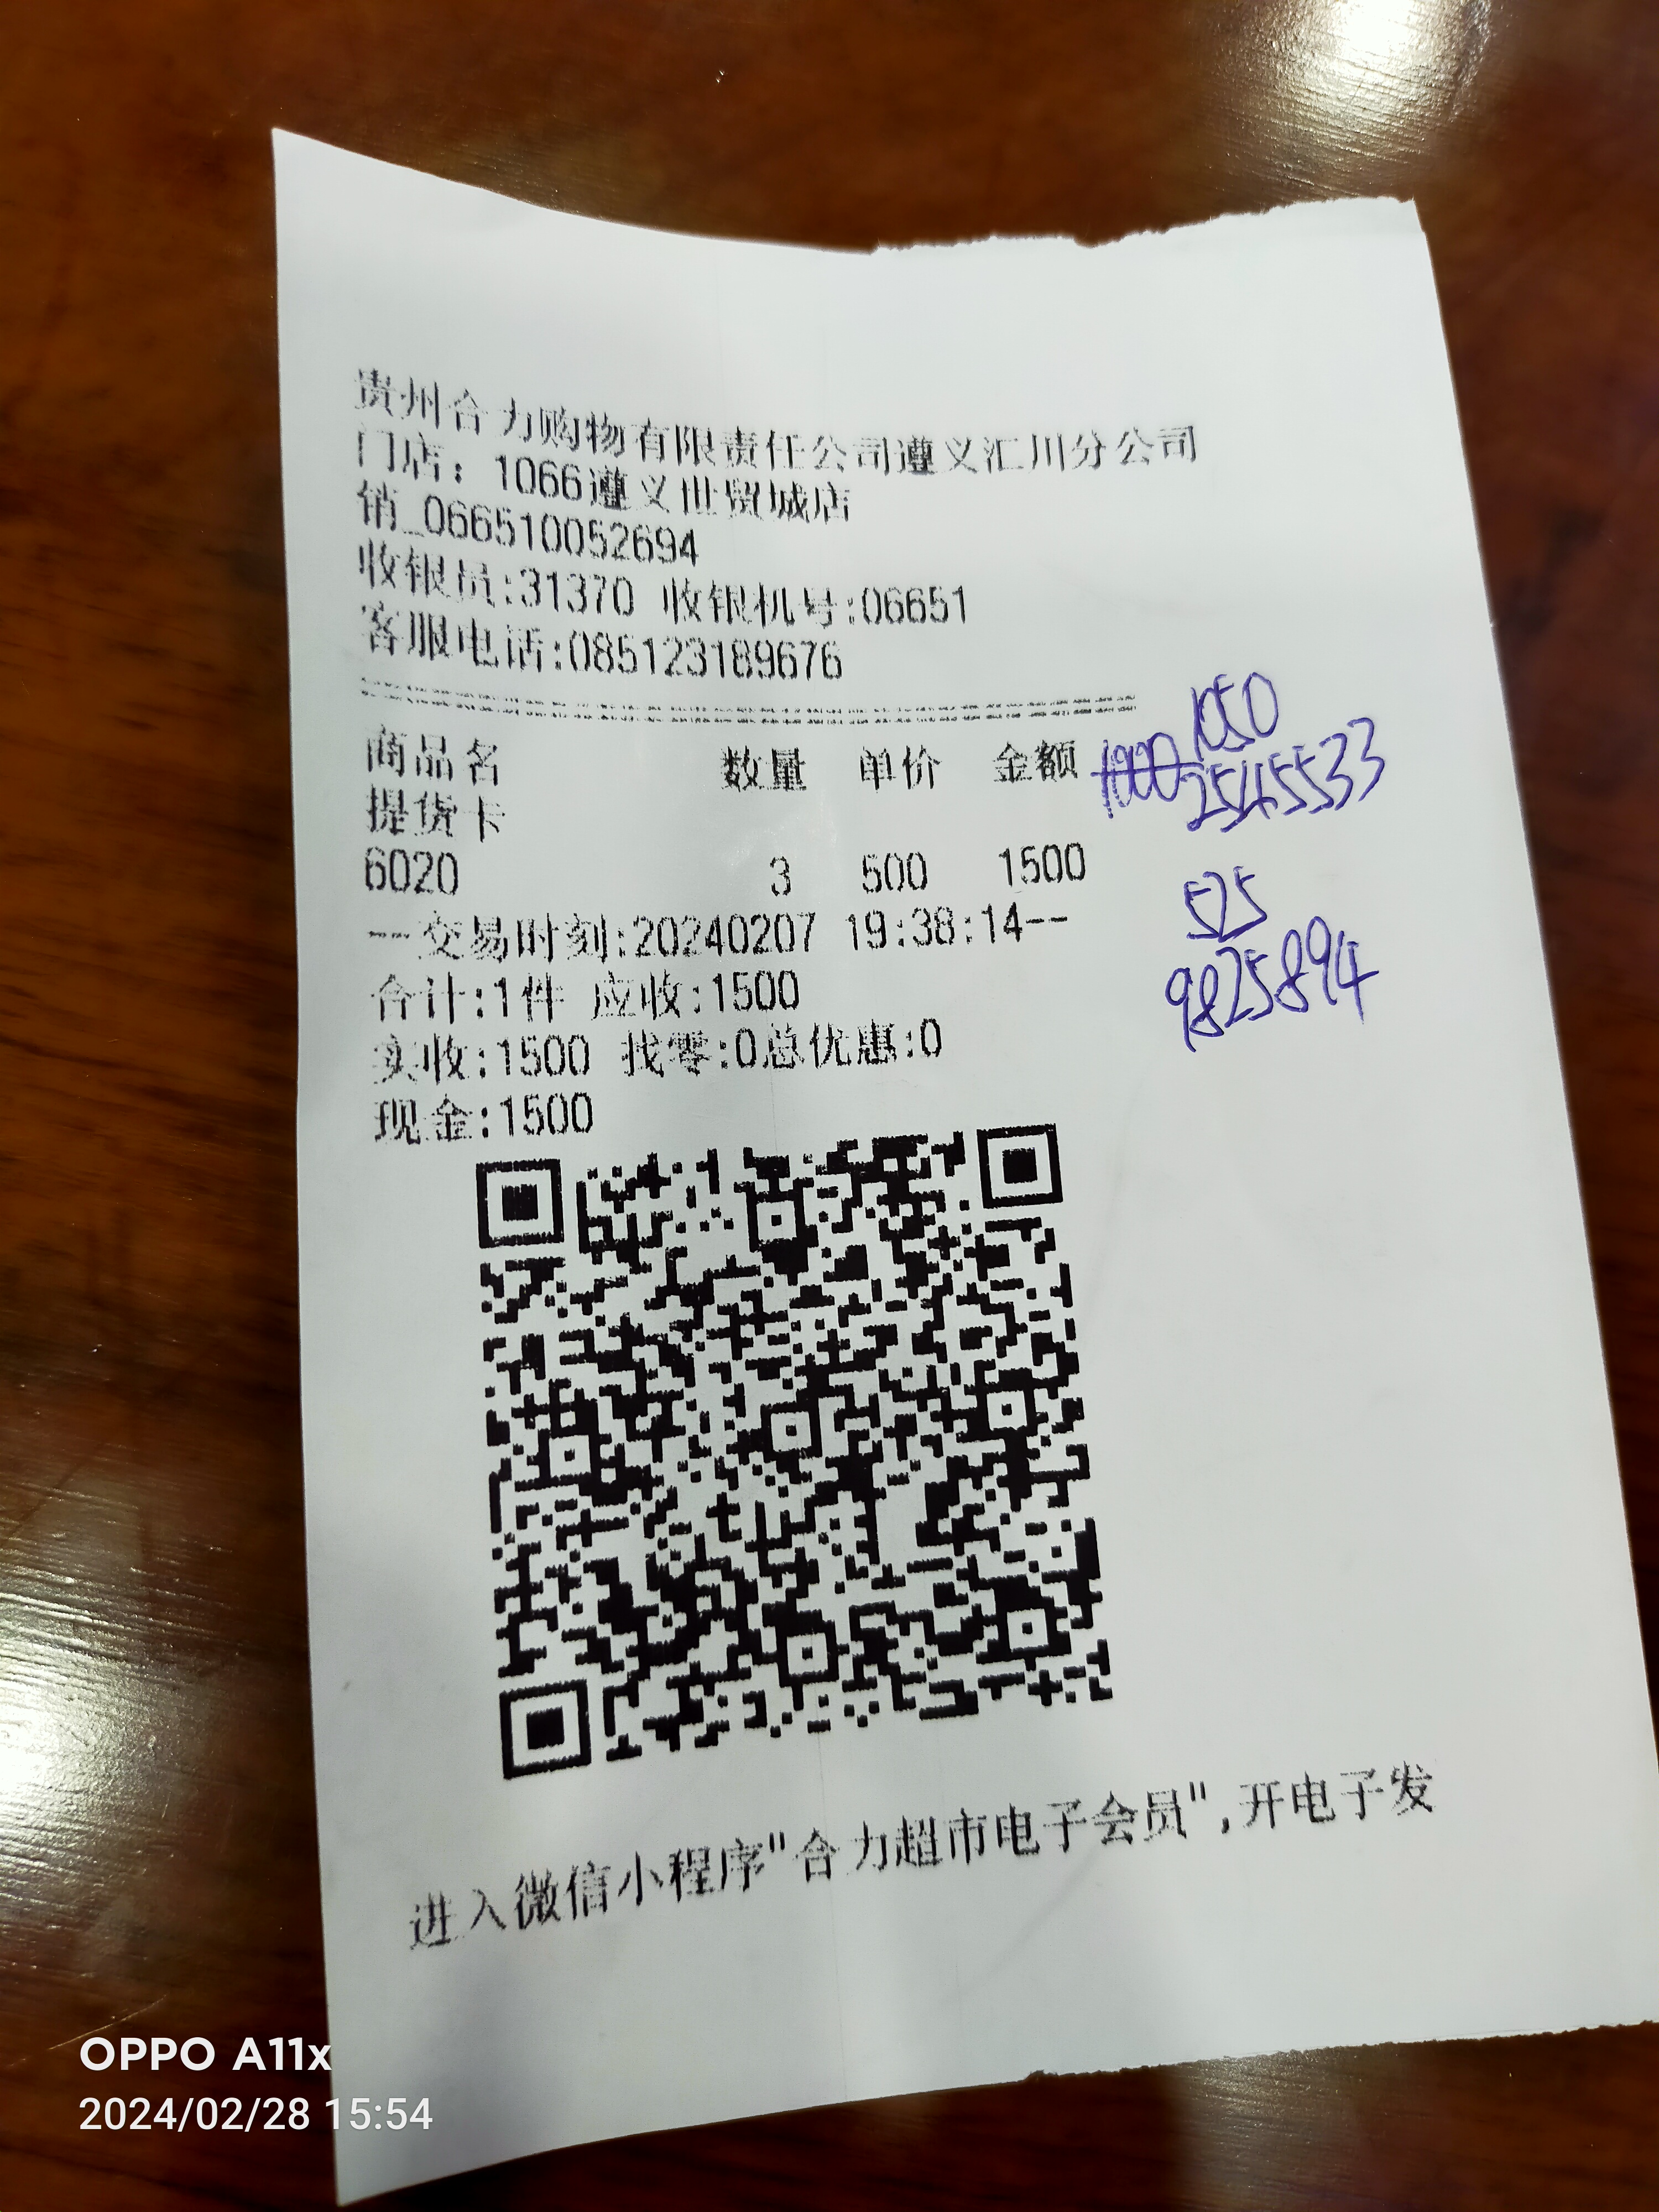 贵州合力购物有限责任公司遵义汇川分公司
门店：1066遵义世贸城店
销_066510052694
收银员:31370 收银机号:06651
客服电话:085123189676
商品名 数量 单价 金额
提货卡
6020 3 500 1500
--交易时刻:20240207 19:38:14--
合计:1件 应收:1500
实收:1500 找零:0总优惠:0
现金:1500
1050
1000 2545533
525
9825894
进入微信小程序"合力超市电子会员",开电子发
OPPO A11x
2024/02/28 15:54